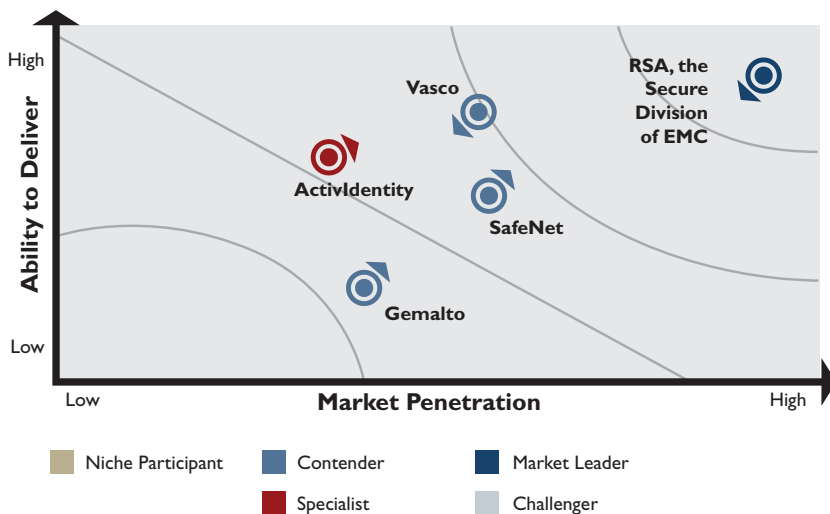 High
Ability to Deliver
Low
Vasco
RSA, the
Secure
Division
of EMC
ActivIdentity
SafeNet
Gemalto
Low
Market Penetration
High
Niche Participant
Contender
Market Leader
Specialist
Challenger